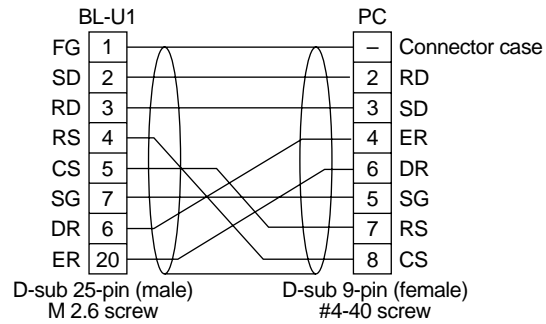 BL-U1 PC
FG 1 – Connector case
SD 2 2 RD
RD 3 3 SD
RS 4 4 ER
CS 5 6 DR
SG 7 5 SG
DR 6 7 RS
ER 20 8 CS
D-sub 25-pin (male) D-sub 9-pin (female)
M 2.6 screw #4-40 screw